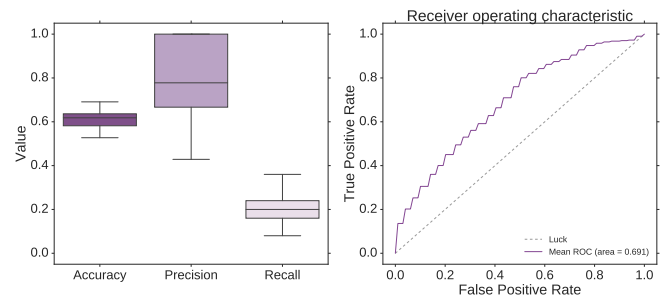 Receiver operating characteristic
1.0
0.8
0.6
0.4
0.2
0.0
Value
Accuracy
Precision
Recall
1.0
0.8
0.6
0.4
0.2
0.0
True Positive Rate
Luck
Mean ROC (area = 0.691)
0.0
0.2
0.4
0.6
0.8
1.0
False Positive Rate